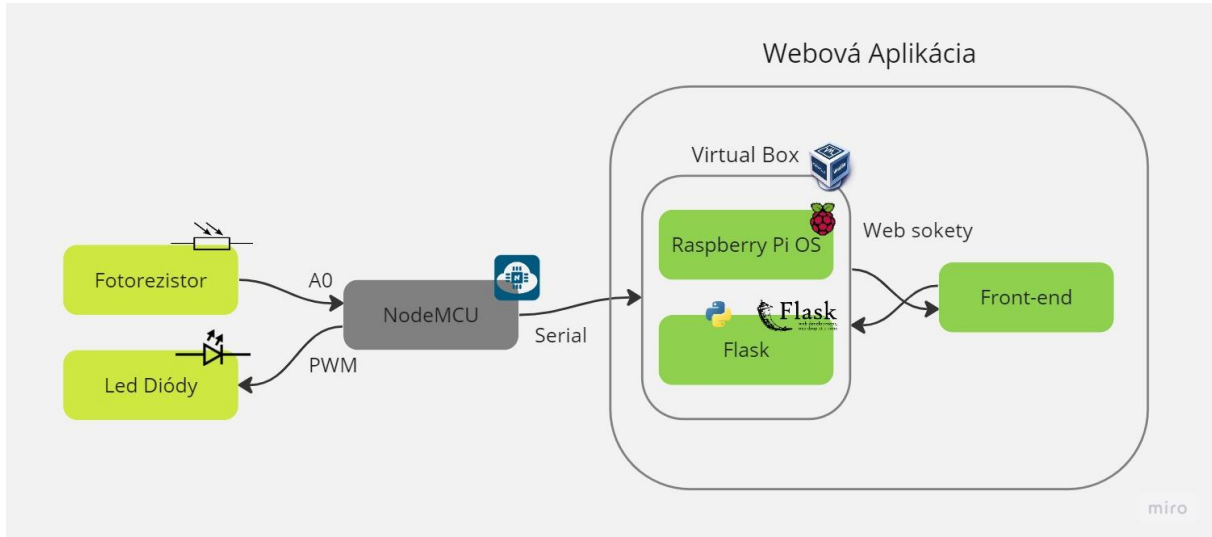 Webová Aplikácia
Virtual Box
Raspberry Pi OS
Web sokety
Fotorezistor
A0
NodeMCU
Serial
Flask
Flask
Front-end
PWM
Led Diódy
miro